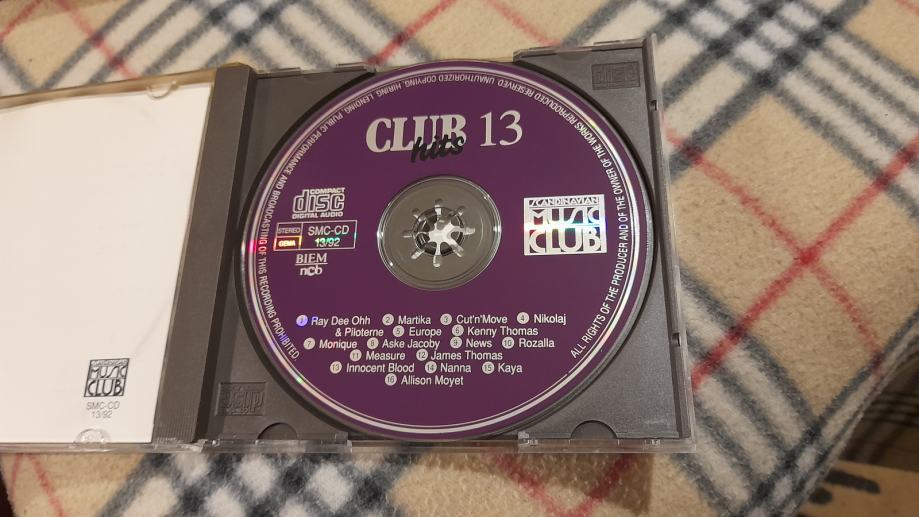 CLUB 13
hits
COMPACT
disc
DIGITAL AUDIO
STEREO
GEMA
SMC-CD
13/92
BIEM
ncb
SCANDINAVIAN
MUSIC
CLUB
1 Ray Dee Ohh 2 Martika 3 Cut'n'Move 4 Nikolaj
& Piloterne 5 Europe 6 Kenny Thomas
7 Monique 8 Aske Jacoby 9 News 10 Rozalla
11 Measure 12 James Thomas
13 Innocent Blood 14 Nanna 15 Kaya
16 Allison Moyet
ALL RIGHTS OF THE PRODUCER AND OF THE OWNER OF THE WORKS REPRODUCED RESERVED. UNAUTHORIZED COPYING, HIRING, LENDING, PUBLIC PERFORMANCE AND BROADCASTING OF THIS RECORDING PROHIBITED.
MUSIC
CLUB
SMC-CD
13/92